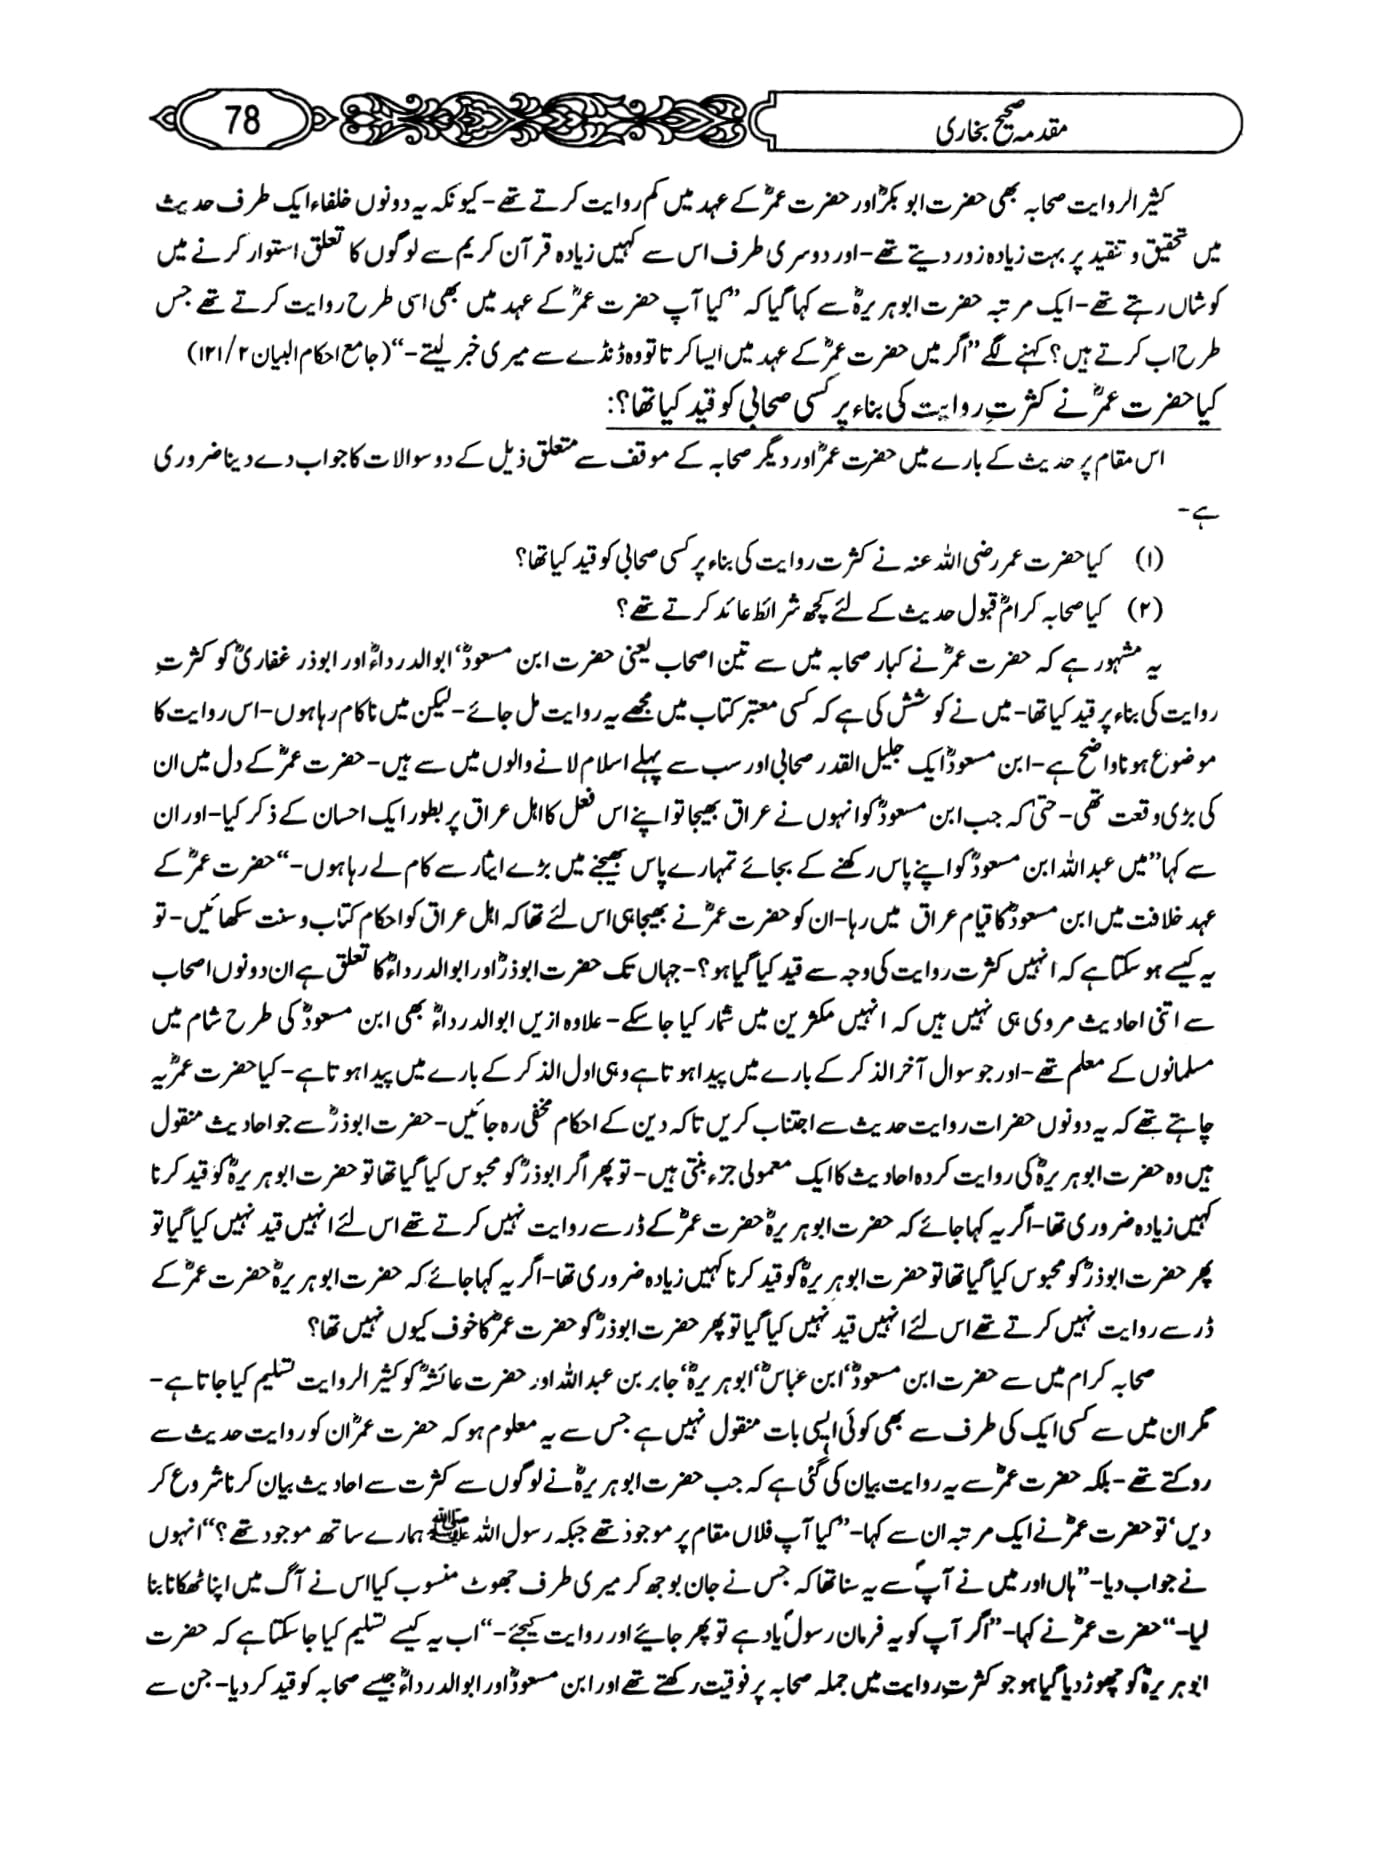 78
مقدمہ صحیح بخاری
کثیر الروایت صحابہ بھی حضرت ابوبکرؓ اور حضرت عمرؓ کے عہد میں کم روایت کرتے تھے- کیونکہ یہ دونوں خلفاء ایک طرف حدیث
میں تحقیق و تنقید پر بہت زیادہ زور دیتے تھے-اور دوسری طرف اس سے کہیں زیادہ قرآن کریم سے لوگوں کا تعلق استوار کرنے میں
کوشاں رہتے تھے-ایک مرتبہ حضرت ابو ہریرہؓ سے کہا گیا کہ ”کیا آپ حضرت عمرؓ کے عہد میں بھی اسی طرح روایت کرتے تھے جس
طرح اب کرتے ہیں؟ کہنے لگے ”اگر میں حضرت عمرؓ کے عہد میں ایسا کرتا تو وہ ڈنڈے سے میری خبر لیتے-“ (جامع احکام البیان ۲/ ۱۲۱)
کیا حضرت عمرؓ نے کثرتِ روایت کی بناء پر کسی صحابی کو قید کیا تھا؟:
اس مقام پر حدیث کے بارے میں حضرت عمرؓ اور دیگر صحابہ کے موقف سے متعلق ذیل کے دو سوالات کا جواب دے دینا ضروری
ہے-
(۱) کیا حضرت عمر رضی اللہ عنہ نے کثرت روایت کی بناء پر کسی صحابی کو قید کیا تھا؟
(۲) کیا صحابہ کرامؓ قبول حدیث کے لئے کچھ شرائط عائد کرتے تھے؟
یہ مشہور ہے کہ حضرت عمرؓ نے کبار صحابہ میں سے تین اصحاب یعنی حضرت ابن مسعودؓ، ابوالدرداءؓ اور ابوذر غفاریؓ کو کثرتِ
روایت کی بناء پر قید کیا تھا- میں نے کوشش کی ہے کہ کسی معتبر کتاب میں مجھے یہ روایت مل جائے-لیکن میں ناکام رہا ہوں-اس روایت کا
موضوع ہونا واضح ہے-ابن مسعودؓ ایک جلیل القدر صحابی اور سب سے پہلے اسلام لانے والوں میں سے ہیں-حضرت عمرؓ کے دل میں ان
کی بڑی وقعت تھی-حتیٰ کہ جب ابن مسعودؓ کو انہوں نے عراق بھیجا تو اپنے اس فعل کا اہل عراق پر بطور ایک احسان کے ذکر کیا-اور ان
سے کہا ”میں عبداللہ ابن مسعودؓ کو اپنے پاس رکھنے کے بجائے تمہارے پاس بھیجنے میں بڑے ایثار سے کام لے رہا ہوں-“ حضرت عمرؓ کے
عہد خلافت میں ابن مسعودؓ کا قیام عراق میں رہا-ان کو حضرت عمرؓ نے بھیجا ہی اس لئے تھا کہ اہل عراق کو احکام کتاب و سنت سکھائیں-تو
یہ کیسے ہو سکتا ہے کہ انہیں کثرت روایت کی وجہ سے قید کیا گیا ہو؟-جہاں تک حضرت ابوذرؓ اور ابوالدرداءؓ کا تعلق ہے ان دونوں اصحاب
سے اتنی احادیث مروی ہی نہیں ہیں کہ انہیں مکثرین میں شمار کیا جا سکے-علاوہ ازیں ابوالدرداءؓ بھی ابن مسعودؓ کی طرح شام میں
مسلمانوں کے معلم تھے-اور جو سوال آخر الذکر کے بارے میں پیدا ہوتا ہے وہی اول الذکر کے بارے میں پیدا ہوتا ہے-کیا حضرت عمرؓ یہ
چاہتے تھے کہ یہ دونوں حضرات روایت حدیث سے اجتناب کریں تاکہ دین کے احکام مخفی رہ جائیں-حضرت ابوذرؓ سے جو احادیث منقول
ہیں وہ حضرت ابو ہریرہؓ کی روایت کردہ احادیث کا ایک معمولی جزء بنتی ہیں-تو پھر اگر ابوذرؓ کو محبوس کیا گیا تھا تو حضرت ابو ہریرہؓ کو قید کرنا
کہیں زیادہ ضروری تھا-اگر یہ کہا جائے کہ حضرت ابو ہریرہؓ حضرت عمرؓ کے ڈر سے روایت نہیں کرتے تھے اس لئے انہیں قید نہیں کیا گیا تو
پھر حضرت ابوذرؓ کو محبوس کیا گیا تھا تو حضرت ابو ہریرہؓ کو قید کرنا کہیں زیادہ ضروری تھا-اگر یہ کہا جائے کہ حضرت ابو ہریرہؓ حضرت عمرؓ کے
ڈر سے روایت نہیں کرتے تھے اس لئے انہیں قید نہیں کیا گیا تو پھر حضرت ابوذرؓ کو حضرت عمرؓ کا خوف کیوں نہیں تھا؟
صحابہ کرام میں سے حضرت ابن مسعودؓ، ابن عباسؓ، ابو ہریرہؓ، جابر بن عبداللہ اور حضرت عائشہؓ کو کثیر الروایت تسلیم کیا جاتا ہے-
مگر ان میں سے کسی ایک کی طرف سے بھی کوئی ایسی بات منقول نہیں ہے جس سے یہ معلوم ہو کہ حضرت عمرؓ ان کو روایت حدیث سے
روکتے تھے-بلکہ حضرت عمرؓ سے یہ روایت بیان کی گئی ہے کہ جب حضرت ابو ہریرہؓ نے لوگوں سے کثرت سے احادیث بیان کرنا شروع کر
دیں، تو حضرت عمرؓ نے ایک مرتبہ ان سے کہا-”کیا آپ فلاں مقام پر موجود تھے جبکہ رسول اللہ ﷺ ہمارے ساتھ موجود تھے؟“ انہوں
نے جواب دیا-”ہاں اور میں نے آپؐ سے یہ سنا تھا کہ جس نے جان بوجھ کر میری طرف جھوٹ منسوب کیا اس نے آگ میں اپنا ٹھکانا بنا
لیا-“ حضرت عمرؓ نے کہا-”اگر آپ کو یہ فرمان رسولؐ یاد ہے تو پھر جائیے اور روایت کیجئے-“ اب یہ کیسے تسلیم کیا جا سکتا ہے کہ حضرت
ابو ہریرہؓ کو چھوڑ دیا گیا ہو جو کثرتِ روایت میں جملہ صحابہ پر فوقیت رکھتے تھے اور ابن مسعودؓ اور ابوالدرداءؓ جیسے صحابہ کو قید کر دیا-جن سے